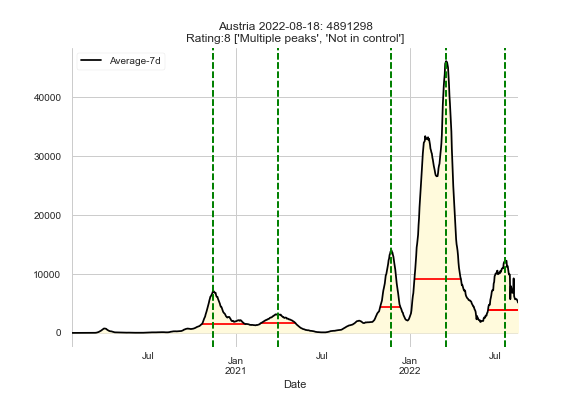 Austria 2022-08-18: 4891298
Rating:8 ['Multiple peaks', 'Not in control']
Average-7d
40000
30000
20000
10000
0
Jul
Jan
2021
Jul
Jan
2022
Jul
Date